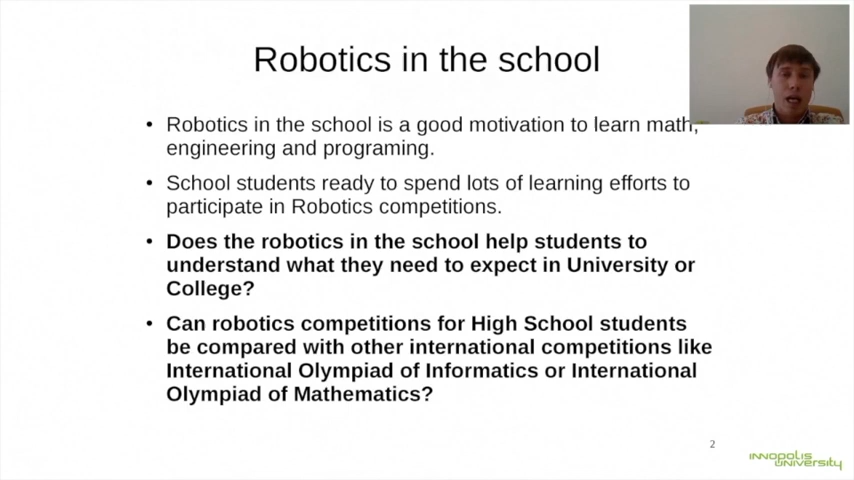 Robotics in the school
• Robotics in the school is a good motivation to learn math,
engineering and programing.
• School students ready to spend lots of learning efforts to
participate in Robotics competitions.
• Does the robotics in the school help students to
understand what they need to expect in University or
College?
• Can robotics competitions for High School students
be compared with other international competitions like
International Olympiad of Informatics or International
Olympiad of Mathematics?
2
INNOPOLIS
UNIVERSITY